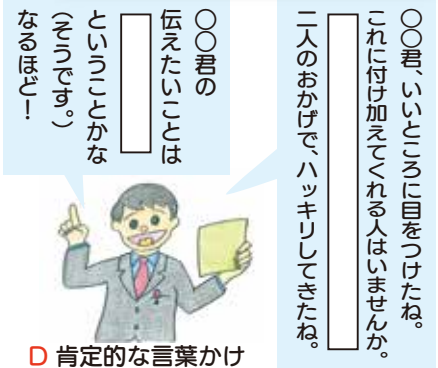 〇〇君、いいところに目をつけたね。
これに付け加えてくれる人はいませんか。
二人のおかげで、ハッキリしてきたね。
〇〇君の
伝えたいことは
ということかな
（そうです。）
なるほど！
D 肯定的な言葉かけ